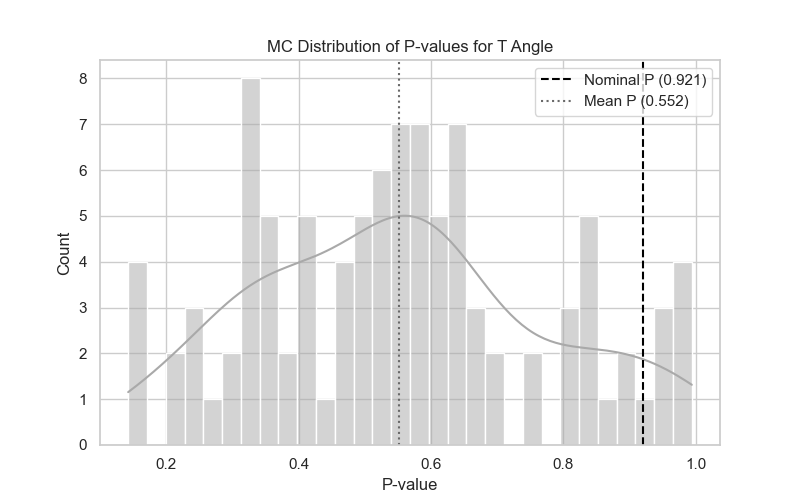 MC Distribution of P-values for T Angle
Nominal P (0.921)
Mean P (0.552)
8
7
6
5
4
3
2
1
0
Count
0.2 0.4 0.6 0.8 1.0
P-value